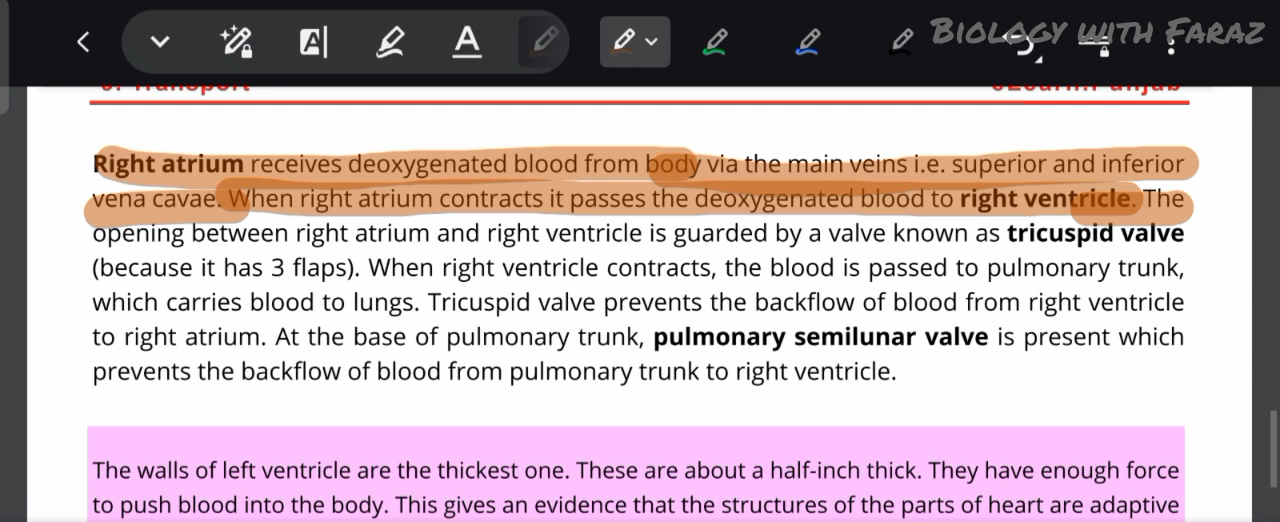 BIOLOGY WITH FARAZ
Right atrium receives deoxygenated blood from body via the main veins i.e. superior and inferior
vena cavae. When right atrium contracts it passes the deoxygenated blood to right ventricle. The
opening between right atrium and right ventricle is guarded by a valve known as tricuspid valve
(because it has 3 flaps). When right ventricle contracts, the blood is passed to pulmonary trunk,
which carries blood to lungs. Tricuspid valve prevents the backflow of blood from right ventricle
to right atrium. At the base of pulmonary trunk, pulmonary semilunar valve is present which
prevents the backflow of blood from pulmonary trunk to right ventricle.
The walls of left ventricle are the thickest one. These are about a half-inch thick. They have enough force
to push blood into the body. This gives an evidence that the structures of the parts of heart are adaptive